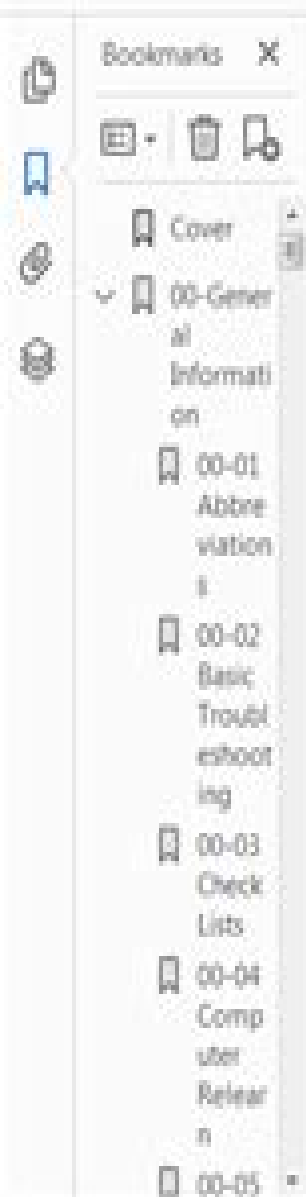 Bookmarks
Cover
00-Gener
al
Informati
on
00-01
Abbre
viation
s
00-02
Basic
Troubl
eshoot
ing
00-03
Check
Lists
00-04
Comp
uter
Relear
n
00-05